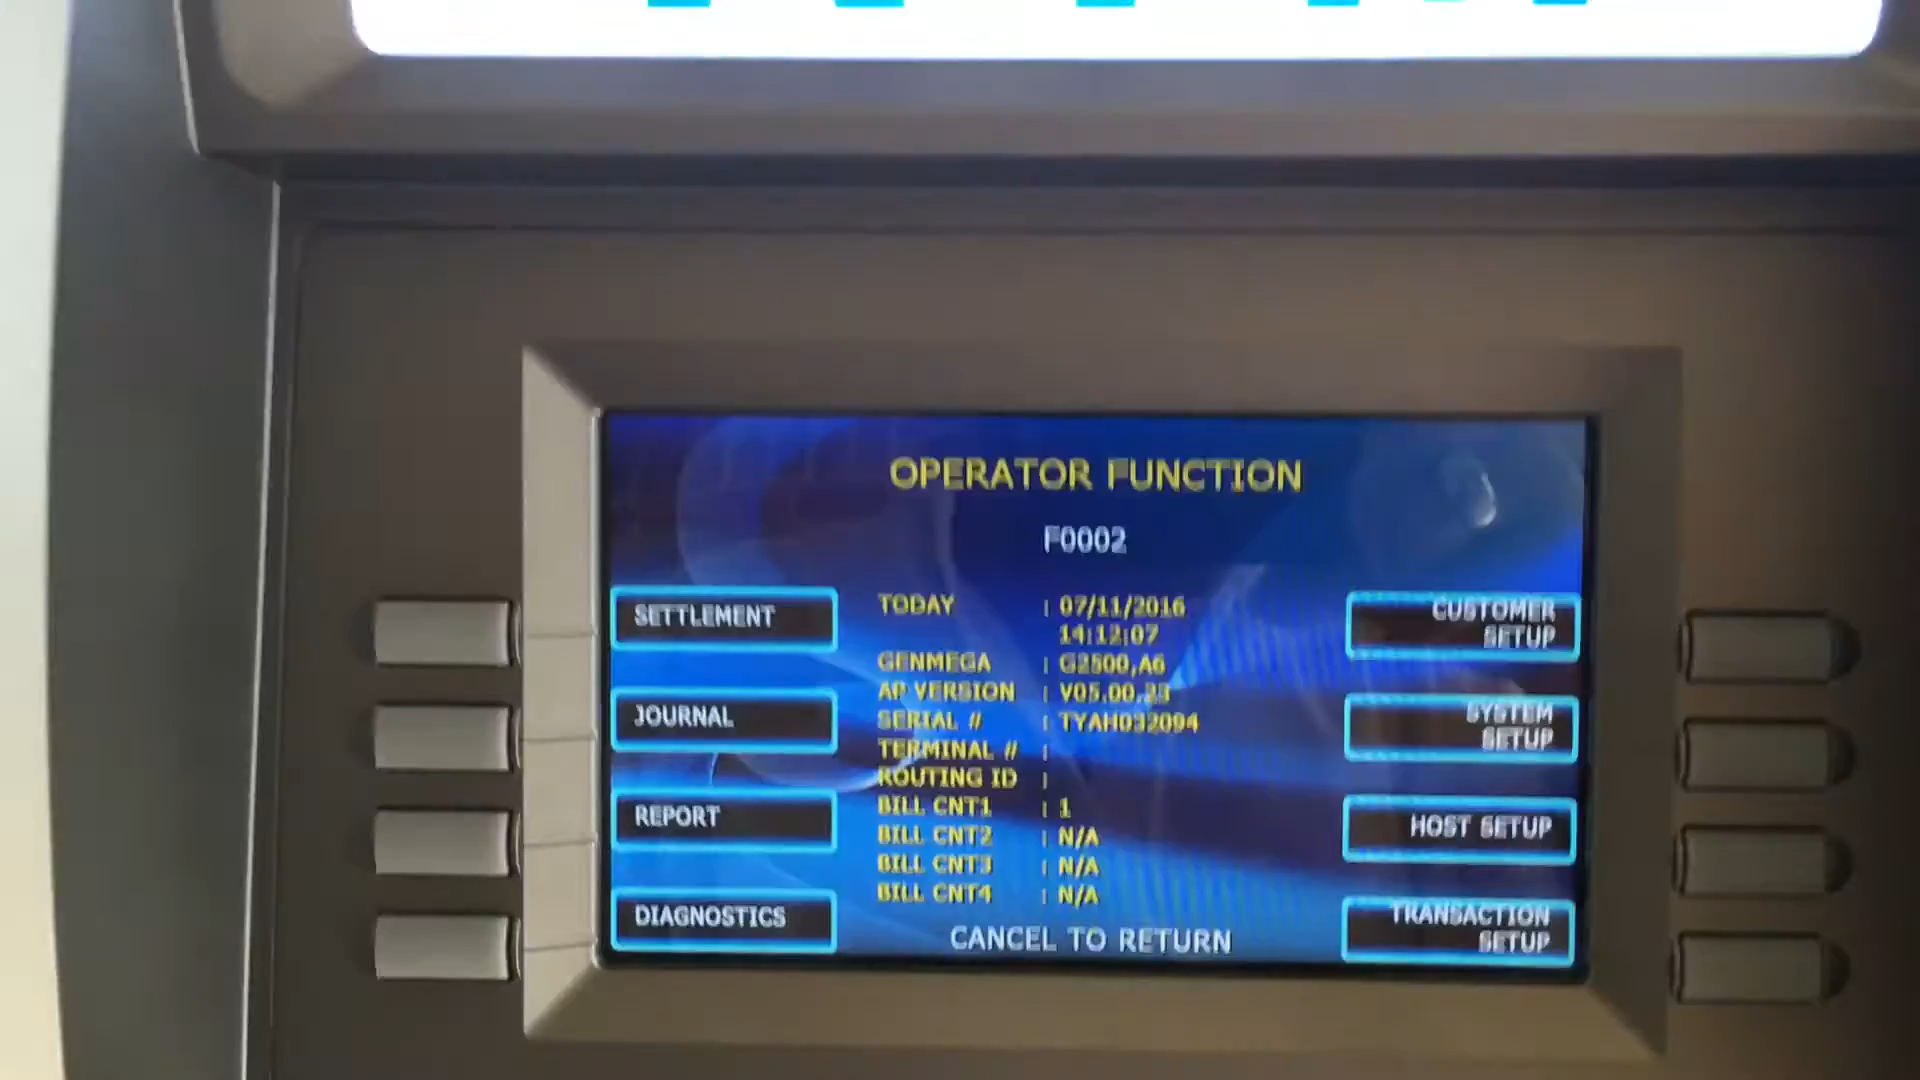 OPERATOR FUNCTION
F0002
SETTLEMENT
JOURNAL
REPORT
DIAGNOSTICS
TODAY : 07/11/2016
14:12:07
GENMEGA : G2500,A6
AP VERSION : V05.00.23
SERIAL # : TYAH032094
TERMINAL # :
ROUTING ID :
BILL CNT1 : 1
BILL CNT2 : N/A
BILL CNT3 : N/A
BILL CNT4 : N/A
CANCEL TO RETURN
CUSTOMER
SETUP
SYSTEM
SETUP
HOST SETUP
TRANSACTION
SETUP